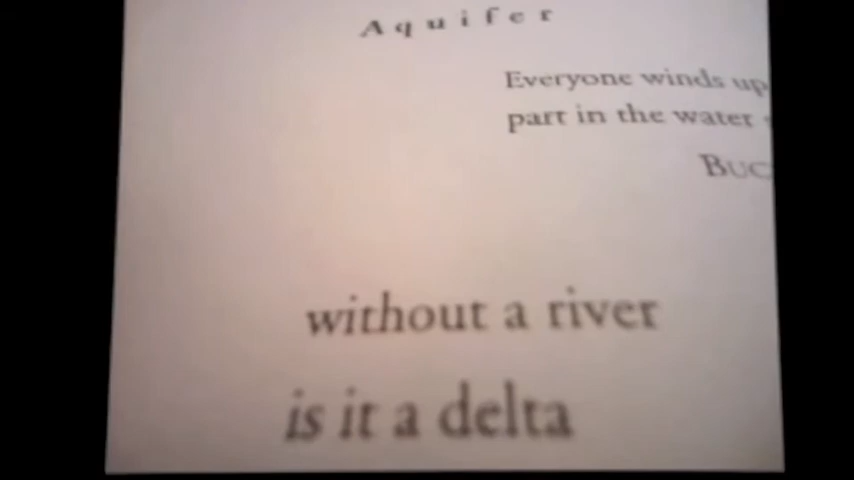 Aquifer
Everyone winds up
part in the water
without a river
is it a delta